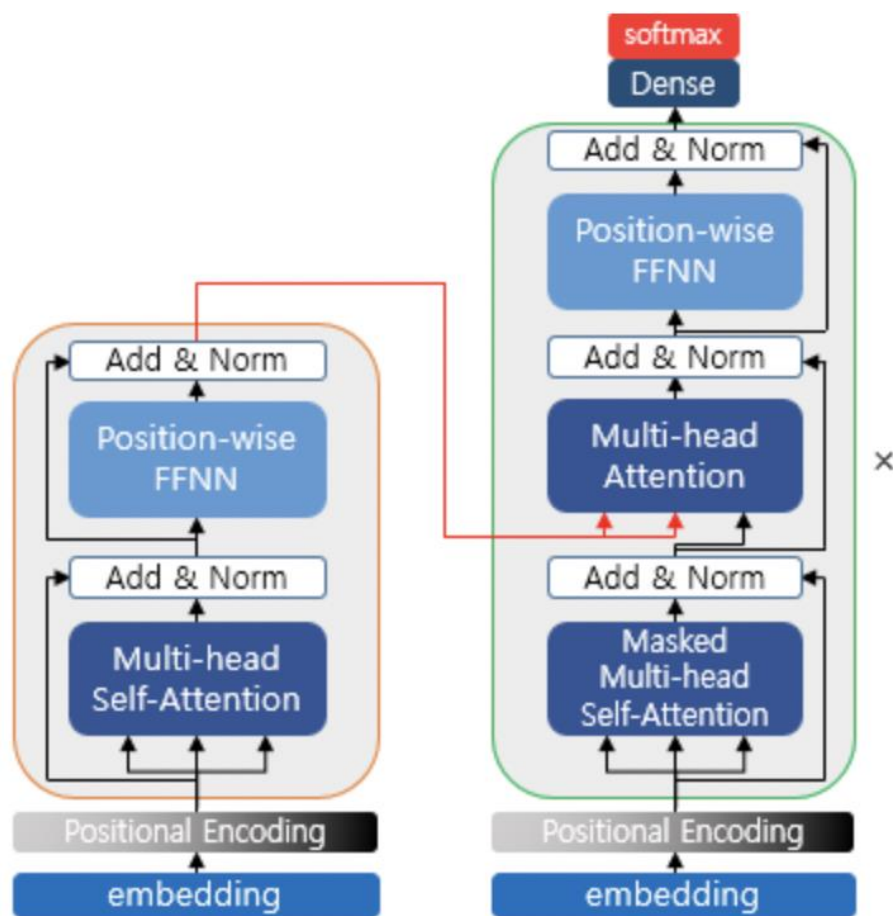 softmax
Dense
Add & Norm
Position-wise
FFNN
Add & Norm
Multi-head
Attention
×
Add & Norm
Masked
Multi-head
Self-Attention
Positional Encoding
embedding
Add & Norm
Position-wise
FFNN
Add & Norm
Multi-head
Self-Attention
Positional Encoding
embedding